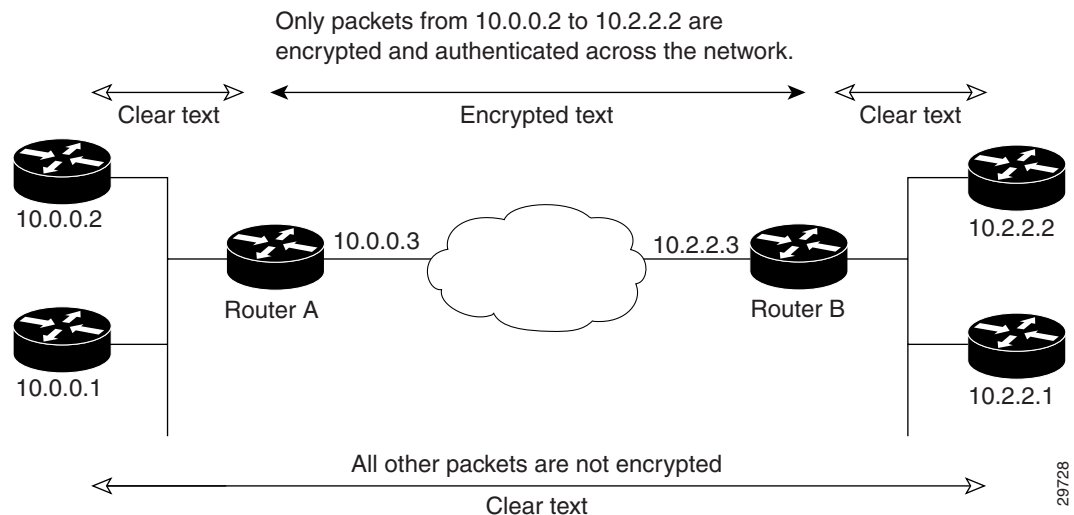 Only packets from 10.0.0.2 to 10.2.2.2 are
encrypted and authenticated across the network.
Clear text
Encrypted text
Clear text
10.0.0.2
10.2.2.2
10.0.0.3
10.2.2.3
Router A
Router B
10.0.0.1
10.2.2.1
All other packets are not encrypted
Clear text
29728